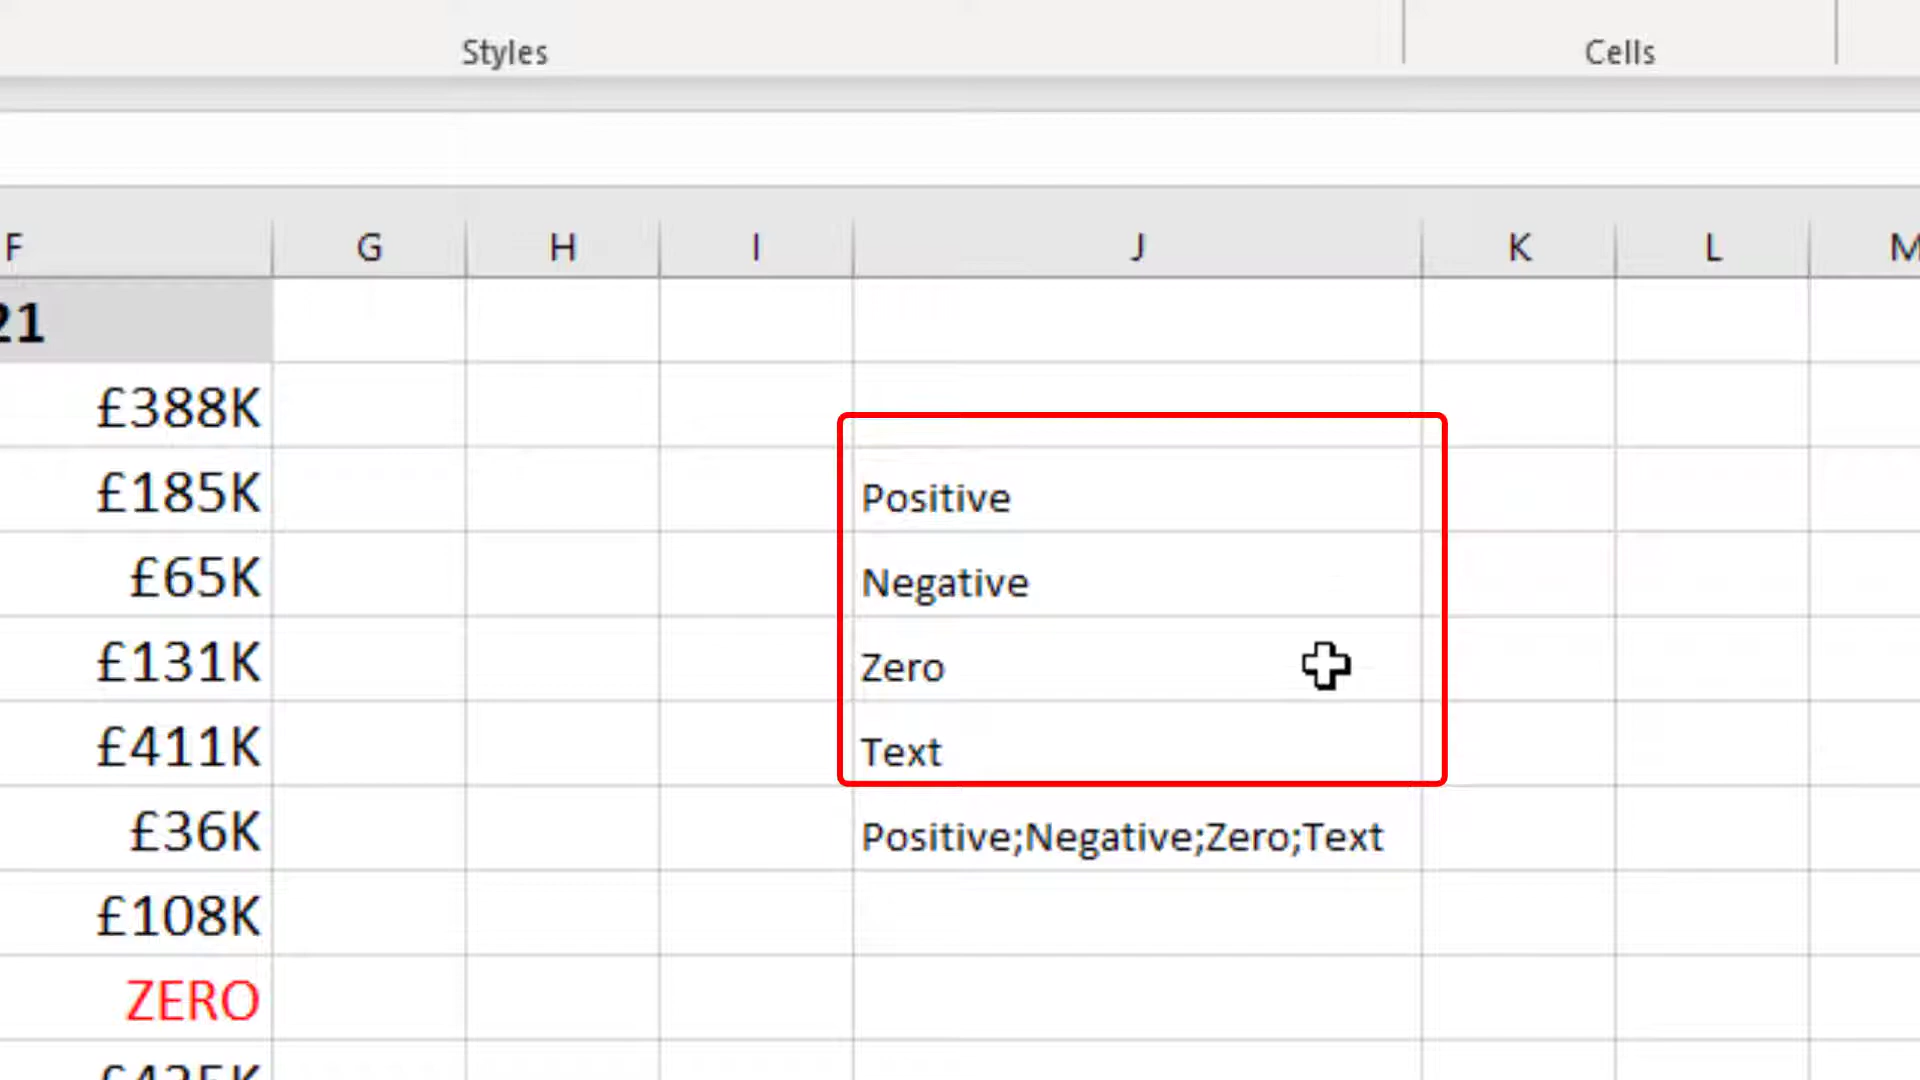 Styles Cells
F G H I J K L M
21
£388K
£185K Positive
£65K Negative
£131K Zero
£411K Text
£36K Positive;Negative;Zero;Text
£108K
ZERO